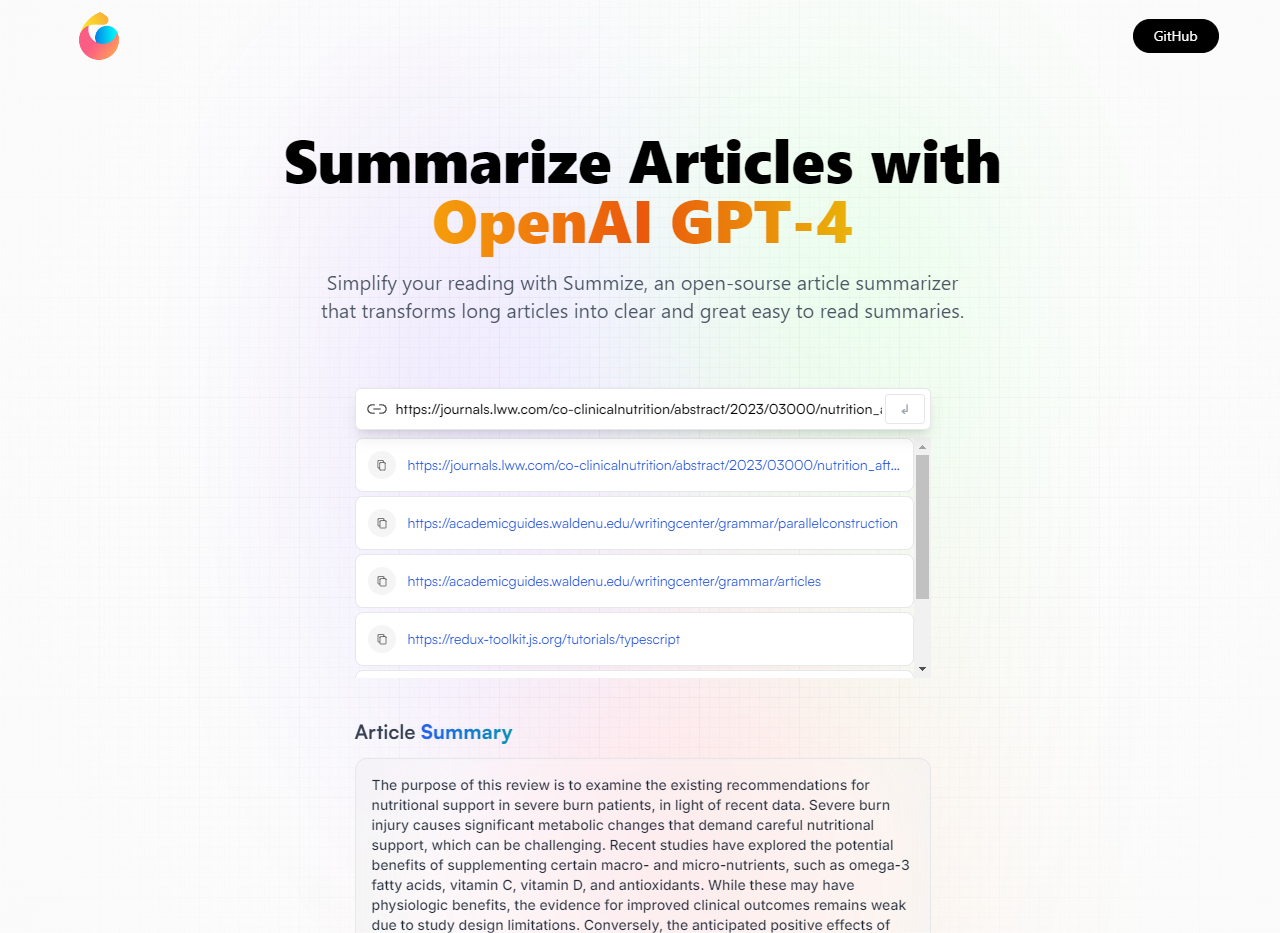 GitHub
Summarize Articles with
OpenAI GPT-4
Simplify your reading with Summize, an open-sourse article summarizer
that transforms long articles into clear and great easy to read summaries.
https://journals.lww.com/co-clinicalnutrition/abstract/2023/03000/nutrition_a
https://journals.lww.com/co-clinicalnutrition/abstract/2023/03000/nutrition_aft...
https://academicguides.waldenu.edu/writingcenter/grammar/parallelconstruction
https://academicguides.waldenu.edu/writingcenter/grammar/articles
https://redux-toolkit.js.org/tutorials/typescript
Article Summary
The purpose of this review is to examine the existing recommendations for
nutritional support in severe burn patients, in light of recent data. Severe burn
injury causes significant metabolic changes that demand careful nutritional
support, which can be challenging. Recent studies have explored the potential
benefits of supplementing certain macro- and micro-nutrients, such as omega-3
fatty acids, vitamin C, vitamin D, and antioxidants. While these may have
physiologic benefits, the evidence for improved clinical outcomes remains weak
due to study design limitations. Conversely, the anticipated positive effects of